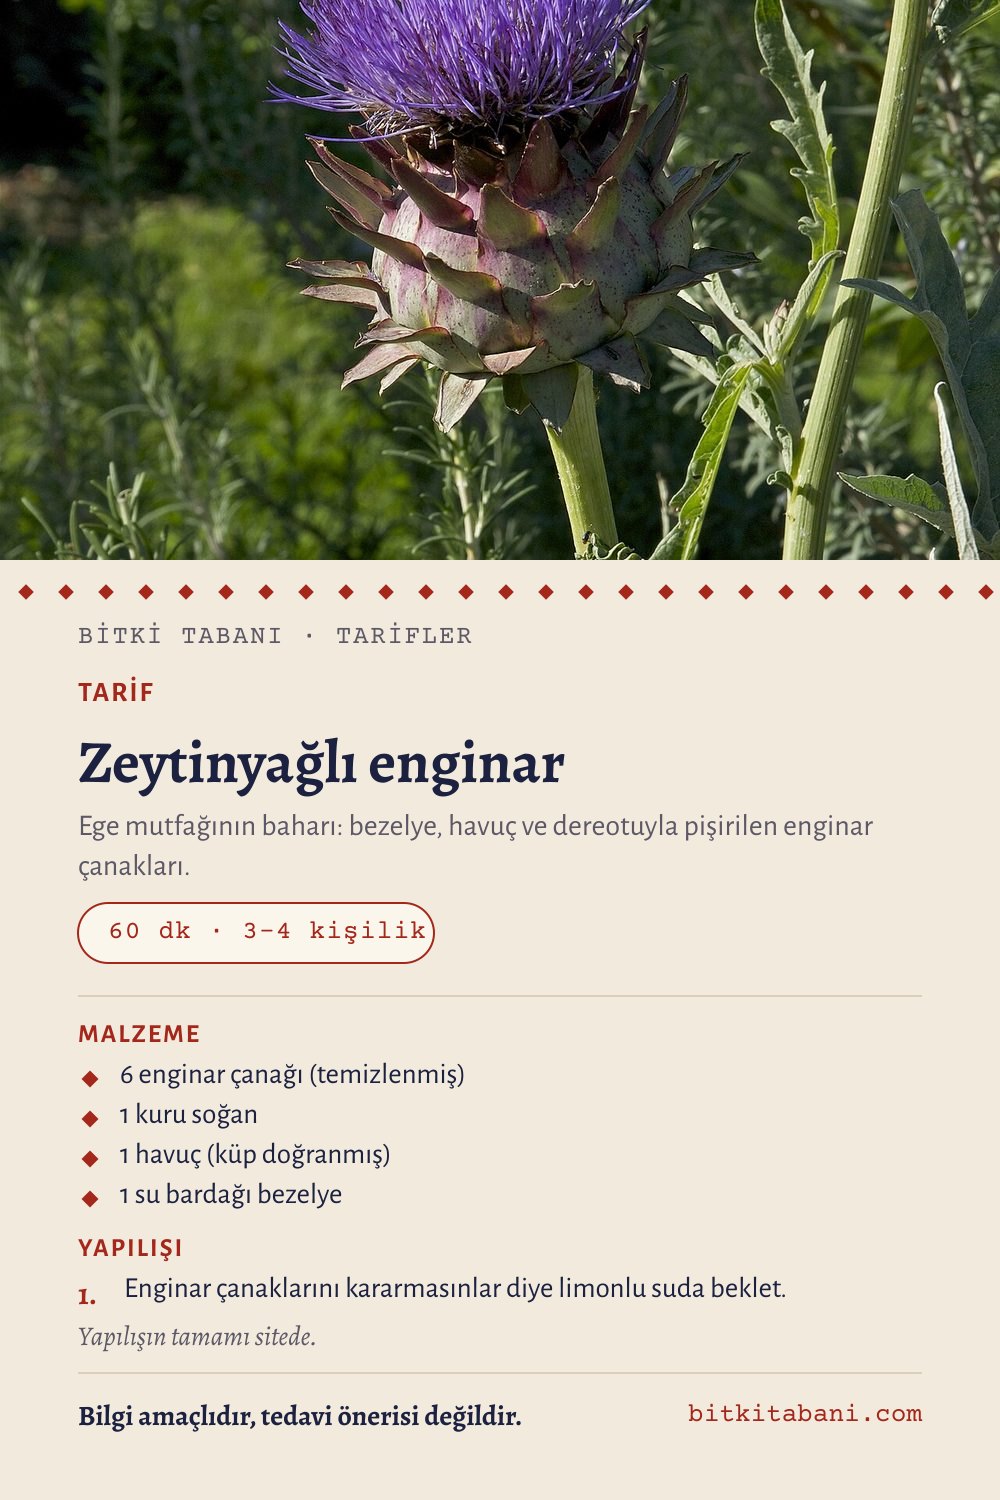 BİTKİ TABANI · TARİFLER
TARİF
Zeytinyağlı enginar
Ege mutfağının baharı: bezelye, havuç ve dereotuyla pişirilen enginar
çanakları.
60 dk · 3–4 kişilik
MALZEME
6 enginar çanağı (temizlenmiş)
1 kuru soğan
1 havuç (küp doğranmış)
1 su bardağı bezelye
YAPILIŞI
1. Enginar çanaklarını kararmasınlar diye limonlu suda beklet.
Yapılışın tamamı sitede.
Bilgi amaçlıdır, tedavi önerisi değildir.
bitkitabani.com